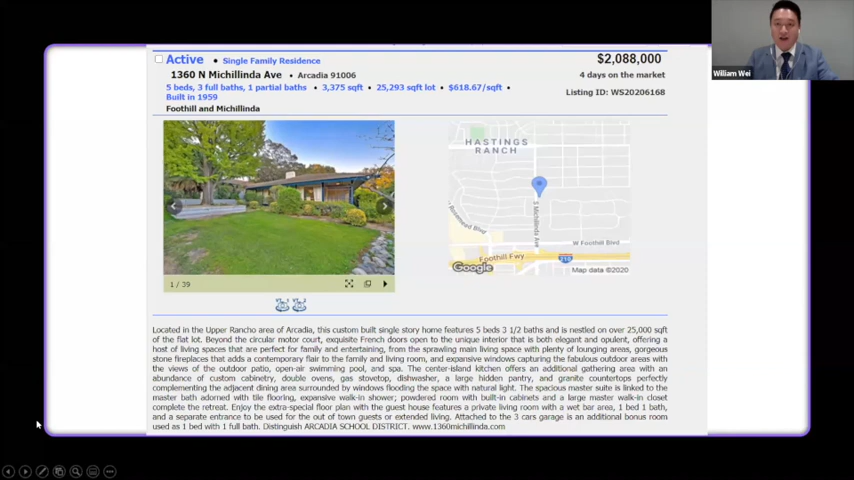 William Wei
Active • Single Family Residence
$2,088,000
1360 N Michillinda Ave • Arcadia 91006
4 days on the market
5 beds, 3 full baths, 1 partial baths • 3,375 sqft • 25,293 sqft lot • $618.67/sqft •
Listing ID: WS20206168
Built in 1959
Foothill and Michillinda
HASTINGS
RANCH
S Michillinda Ave
W Foothill Blvd
Foothill Fwy
210
Google
Map data ©2020
1 / 39
Located in the Upper Rancho area of Arcadia, this custom built single story home features 5 beds 3 1/2 baths and is nestled on over 25,000 sqft
of the flat lot. Beyond the circular motor court, exquisite French doors open to the unique interior that is both elegant and opulent, offering a
host of living spaces that are perfect for family and entertaining, from the sprawling main living space with plenty of lounging areas, gorgeous
stone fireplaces that adds a contemporary flair to the family and living room, and expansive windows capturing the fabulous outdoor areas with
the views of the outdoor patio, open-air swimming pool, and spa. The center-island kitchen offers an additional gathering area with an
abundance of custom cabinetry, double ovens, gas stovetop, dishwasher, a large hidden pantry, and granite countertops perfectly
complementing the adjacent dining area surrounded by windows flooding the space with natural light. The spacious master suite is linked to the
master bath adorned with tile flooring, expansive walk-in shower; powdered room with built-in cabinets and a large master walk-in closet
complete the retreat. Enjoy the extra-special floor plan with the guest house features a private living room with a wet bar area, 1 bed 1 bath,
and a separate entrance to be used for the out of town guests or extended living. Attached to the 3 cars garage is an additional bonus room
used as 1 bed with 1 full bath. Distinguish ARCADIA SCHOOL DISTRICT. www.1360michillinda.com